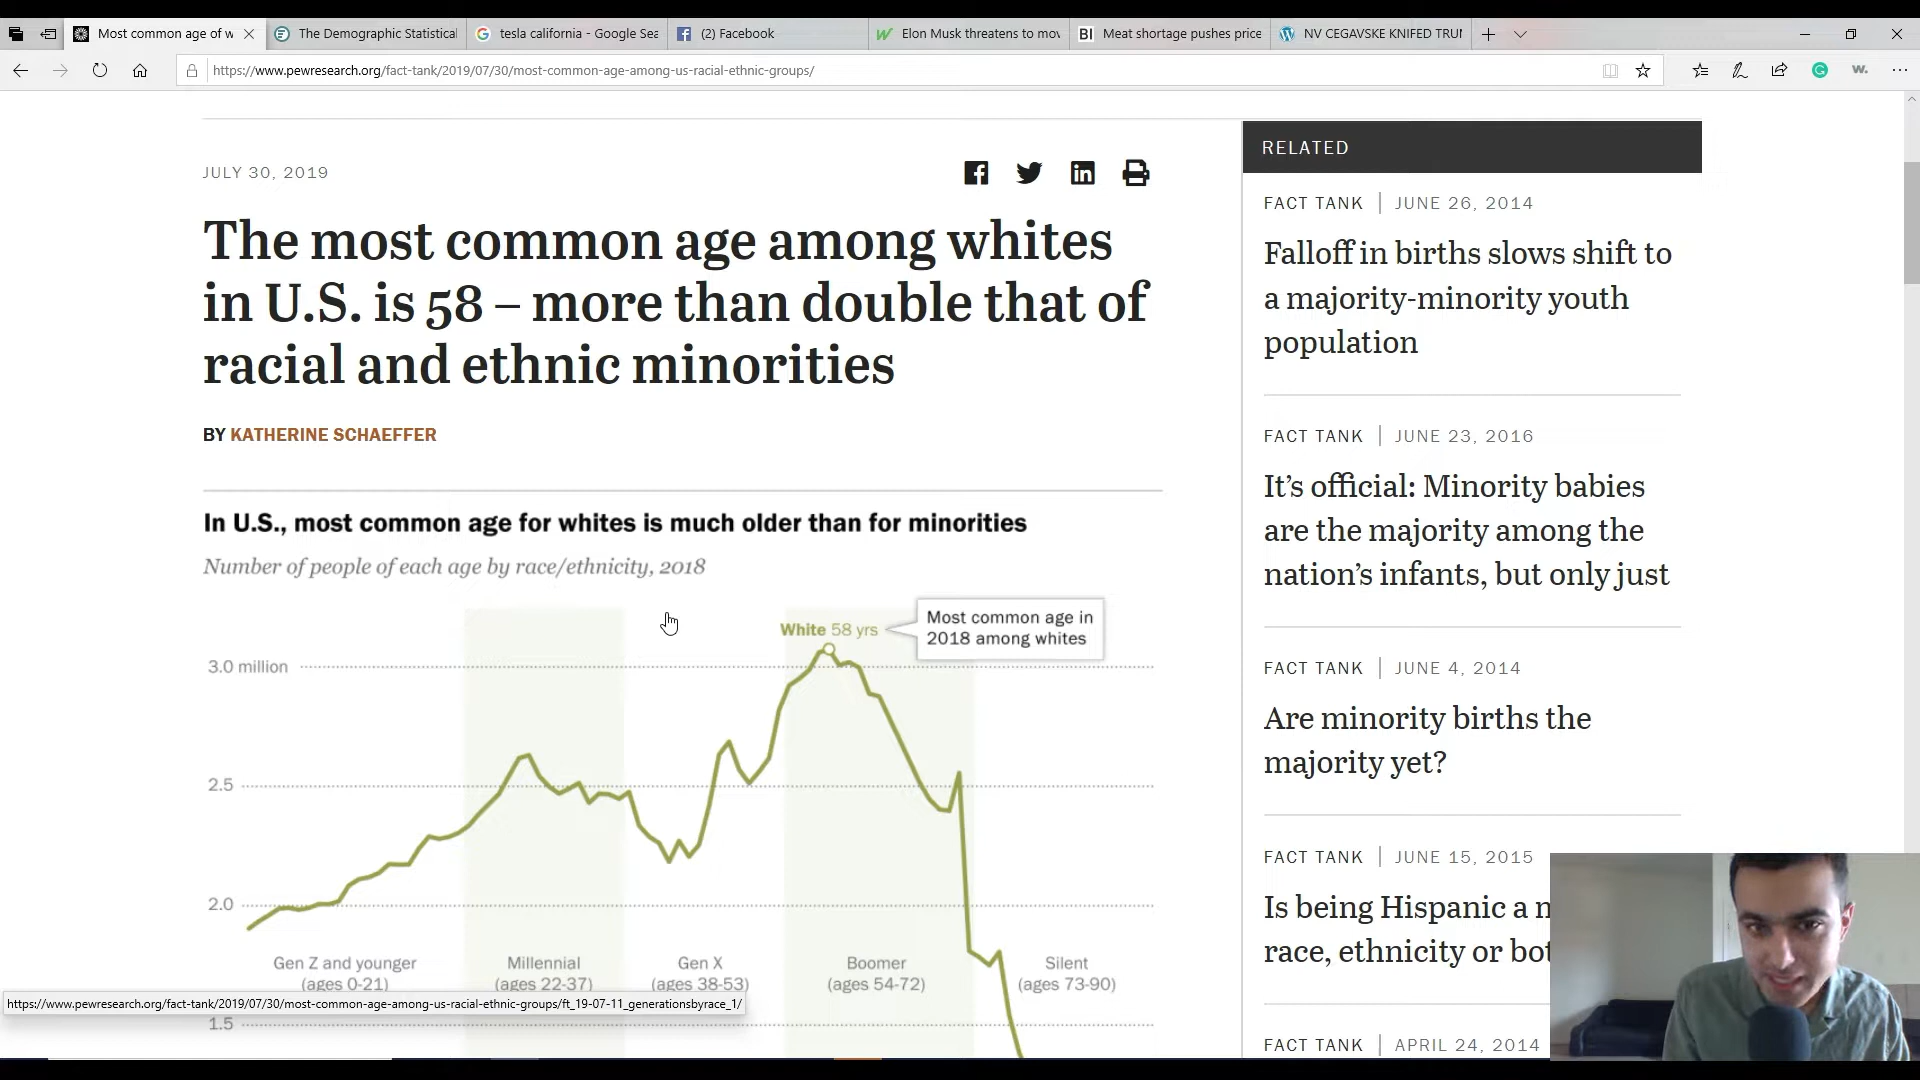 Most common age of w
The Demographic Statistical
tesla california - Google Sea
(2) Facebook
Elon Musk threatens to mov
BI Meat shortage pushes price
NV CEGAVSKE KNIFED TRUM
https://www.pewresearch.org/fact-tank/2019/07/30/most-common-age-among-us-racial-ethnic-groups/
w.
JULY 30, 2019
The most common age among whites
in U.S. is 58 – more than double that of
racial and ethnic minorities
BY KATHERINE SCHAEFFER
In U.S., most common age for whites is much older than for minorities
Number of people of each age by race/ethnicity, 2018
White 58 yrs
Most common age in
2018 among whites
3.0 million
2.5
2.0
Gen Z and younger
(ages 0-21)
Millennial
(ages 22-37)
Gen X
(ages 38-53)
Boomer
(ages 54-72)
Silent
(ages 73-90)
https://www.pewresearch.org/fact-tank/2019/07/30/most-common-age-among-us-racial-ethnic-groups/ft_19-07-11_generationsbyrace_1/
1.5
RELATED
FACT TANK | JUNE 26, 2014
Falloff in births slows shift to
a majority-minority youth
population
FACT TANK | JUNE 23, 2016
It’s official: Minority babies
are the majority among the
nation’s infants, but only just
FACT TANK | JUNE 4, 2014
Are minority births the
majority yet?
FACT TANK | JUNE 15, 2015
Is being Hispanic a m
race, ethnicity or bot
FACT TANK | APRIL 24, 2014